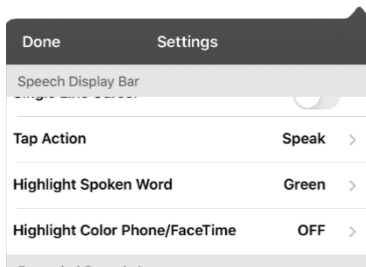 Done Settings
Speech Display Bar
Tap Action Speak
Highlight Spoken Word Green
Highlight Color Phone/FaceTime OFF